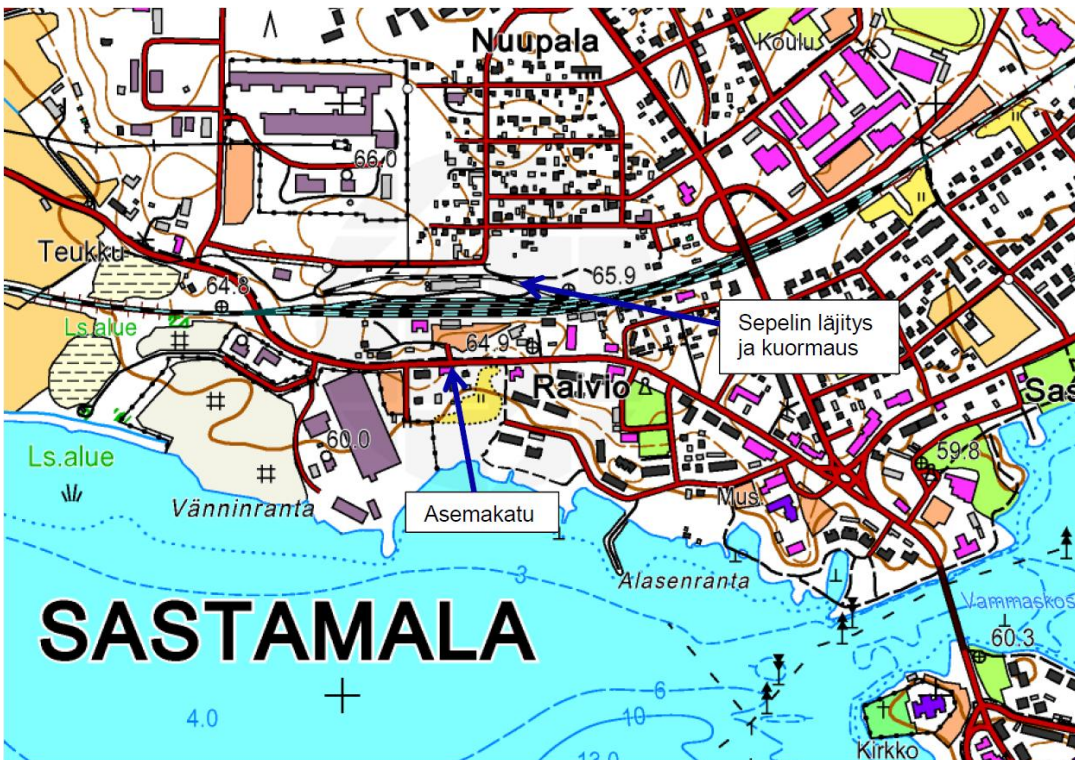 Nuupala
Koulu
66.0
Teukku
64.8
65.9
Sepelin läjitys
ja kuormaus
Ls.alue
64.9
Raivio
Sas
60.0
59.8
Ls.alue
Mus.
Vänninranta
Asemakatu
3
Alasenranta
SASTAMALA
Vammaskos
60.3
6
4.0
10
Kirkko
13.0